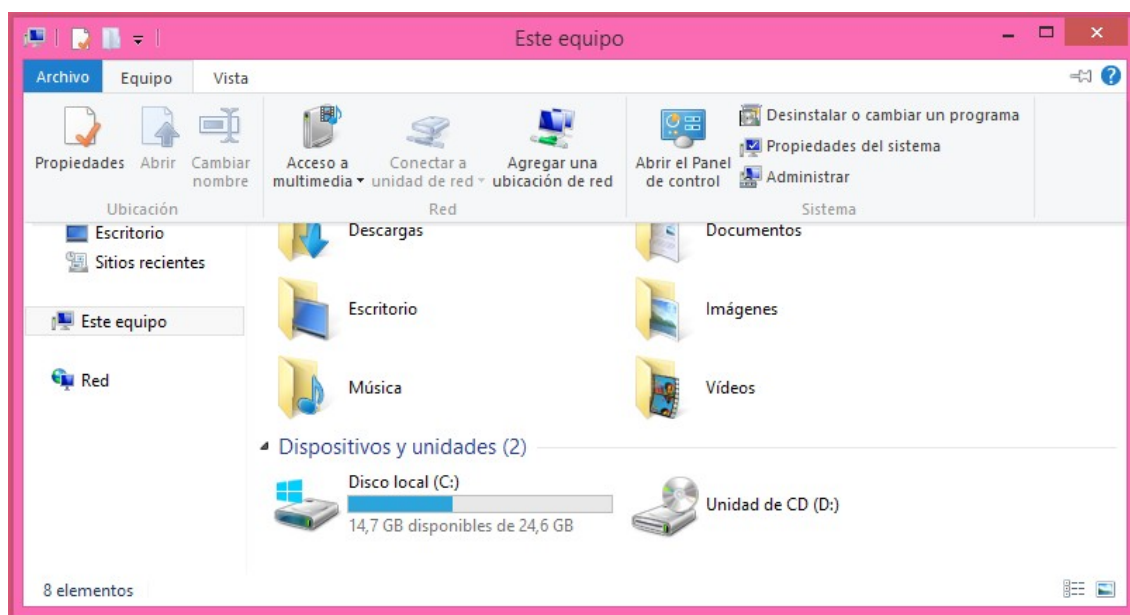 Este equipo
Archivo Equipo Vista
Propiedades
Abrir
Cambiar
nombre
Ubicación
Acceso a
multimedia
Conectar a
unidad de red
Agregar una
ubicación de red
Red
Abrir el Panel
de control
Desinstalar o cambiar un programa
Propiedades del sistema
Administrar
Sistema
Escritorio
Sitios recientes
Este equipo
Red
Descargas
Documentos
Escritorio
Imágenes
Música
Vídeos
Dispositivos y unidades (2)
Disco local (C:)
14,7 GB disponibles de 24,6 GB
Unidad de CD (D:)
8 elementos